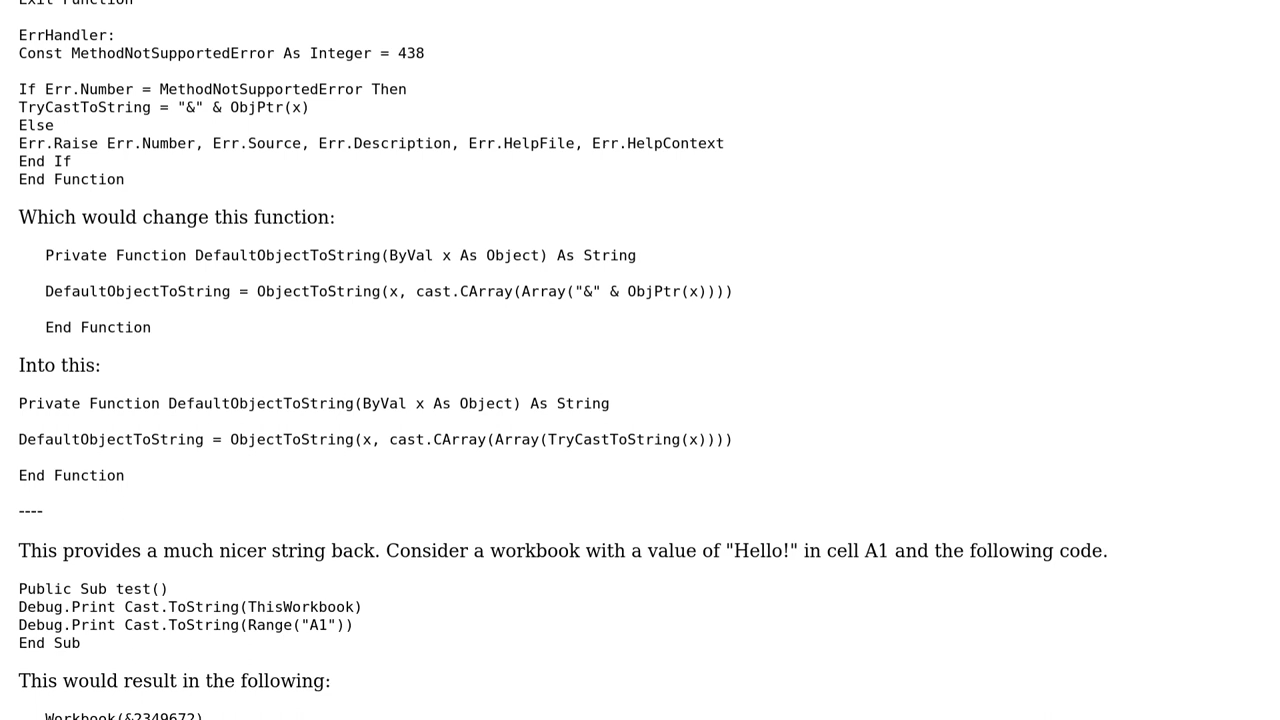 Exit Function
ErrHandler:
Const MethodNotSupportedError As Integer = 438
If Err.Number = MethodNotSupportedError Then
TryCastToString = "&" & ObjPtr(x)
Else
Err.Raise Err.Number, Err.Source, Err.Description, Err.HelpFile, Err.HelpContext
End If
End Function
Which would change this function:
Private Function DefaultObjectToString(ByVal x As Object) As String
DefaultObjectToString = ObjectToString(x, cast.CArray(Array("&" & ObjPtr(x))))
End Function
Into this:
Private Function DefaultObjectToString(ByVal x As Object) As String
DefaultObjectToString = ObjectToString(x, cast.CArray(Array(TryCastToString(x))))
End Function
----
This provides a much nicer string back. Consider a workbook with a value of "Hello!" in cell A1 and the following code.
Public Sub test()
Debug.Print Cast.ToString(ThisWorkbook)
Debug.Print Cast.ToString(Range("A1"))
End Sub
This would result in the following:
Workbook(&2349672)